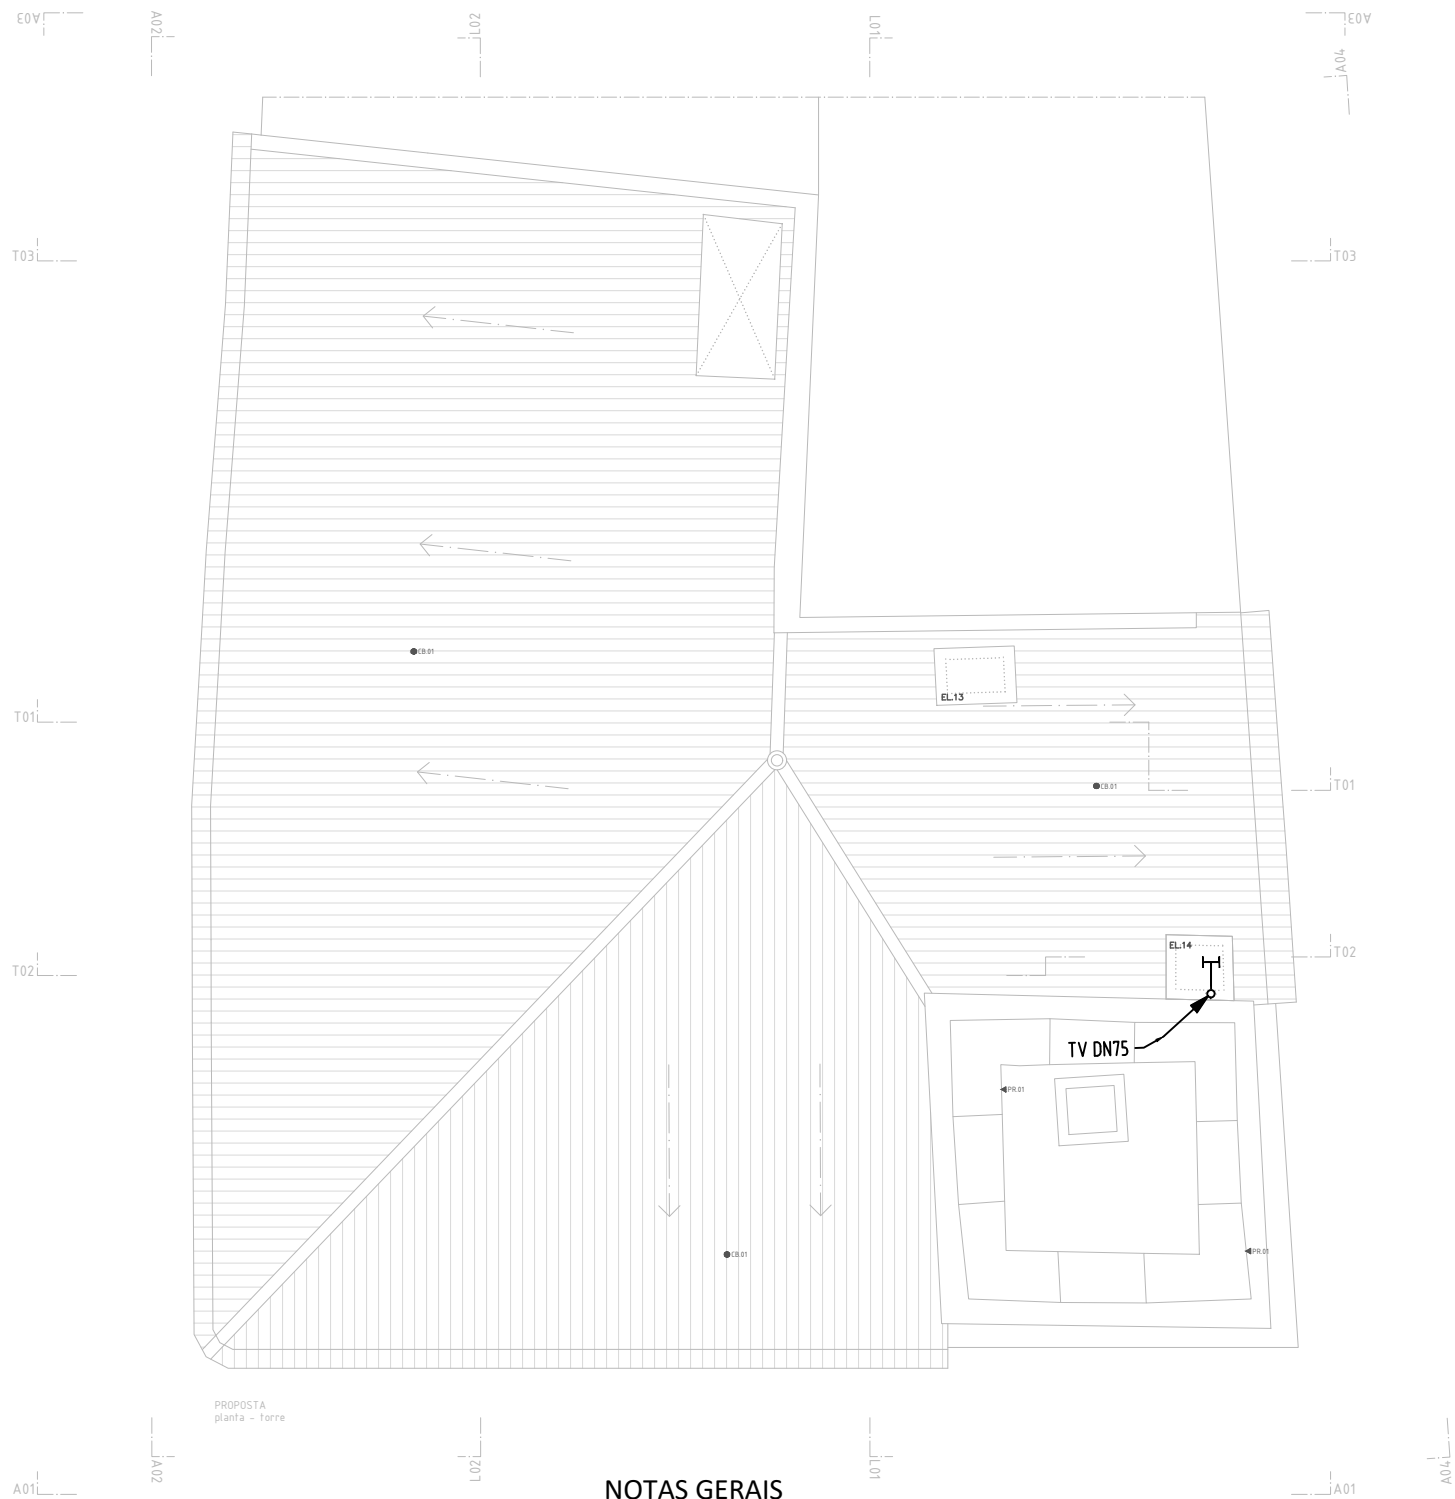 A03
A02
L02
L01
A03
A04
T03
T03
CB.01
EL.13
T01
CB.01
T01
EL.14
T02
T02
TV DN75
PR.01
PR.01
CB.01
PROPOSTA
planta - torre
A02
L02
L01
A04
A01
A01
NOTAS GERAIS